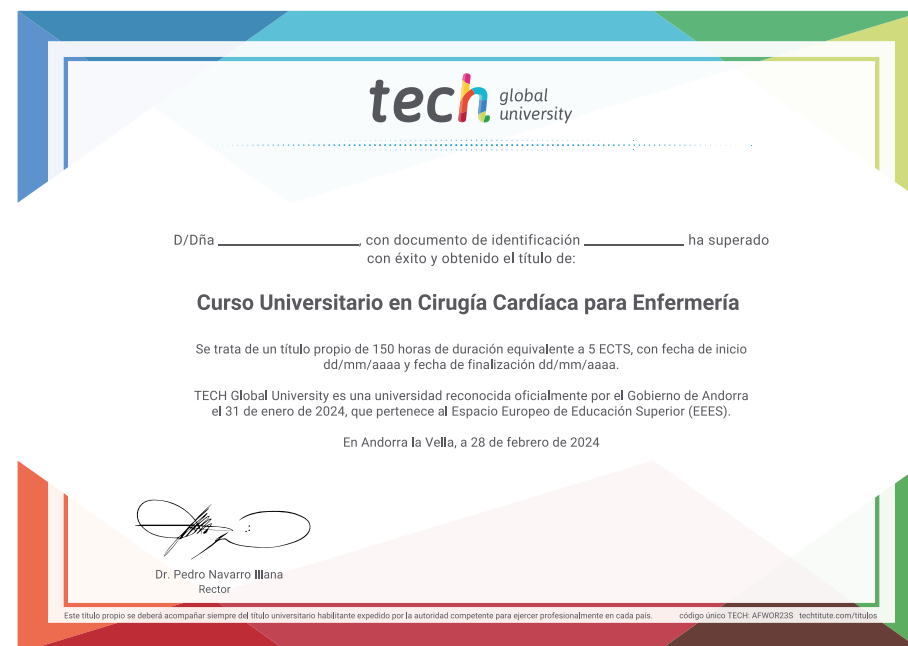 tech global university
D/Dña ______________, con documento de identificación __________ ha superado
con éxito y obtenido el título de:
Curso Universitario en Cirugía Cardíaca para Enfermería
Se trata de un título propio de 150 horas de duración equivalente a 5 ECTS, con fecha de inicio
dd/mm/aaaa y fecha de finalización dd/mm/aaaa.
TECH Global University es una universidad reconocida oficialmente por el Gobierno de Andorra
el 31 de enero de 2024, que pertenece al Espacio Europeo de Educación Superior (EEES).
En Andorra la Vella, a 28 de febrero de 2024
Dr. Pedro Navarro Illana
Rector
Este título propio se deberá acompañar siempre del título universitario habilitante expedido por la autoridad competente para ejercer profesionalmente en cada país. código único TECH: AFWOR23S techtitute.com/titulos